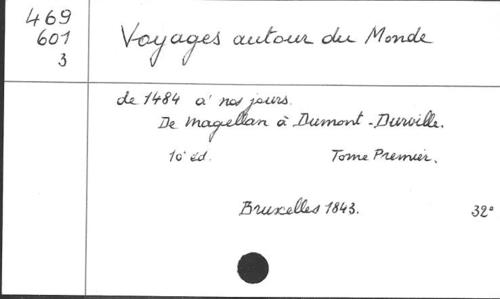 469
601
3
Voyages autour du Monde
de 1484 à nos jours.
De Magellan à Dumont-Durville.
10 éd. Tome Premier.
Bruxelles 1843. 32°